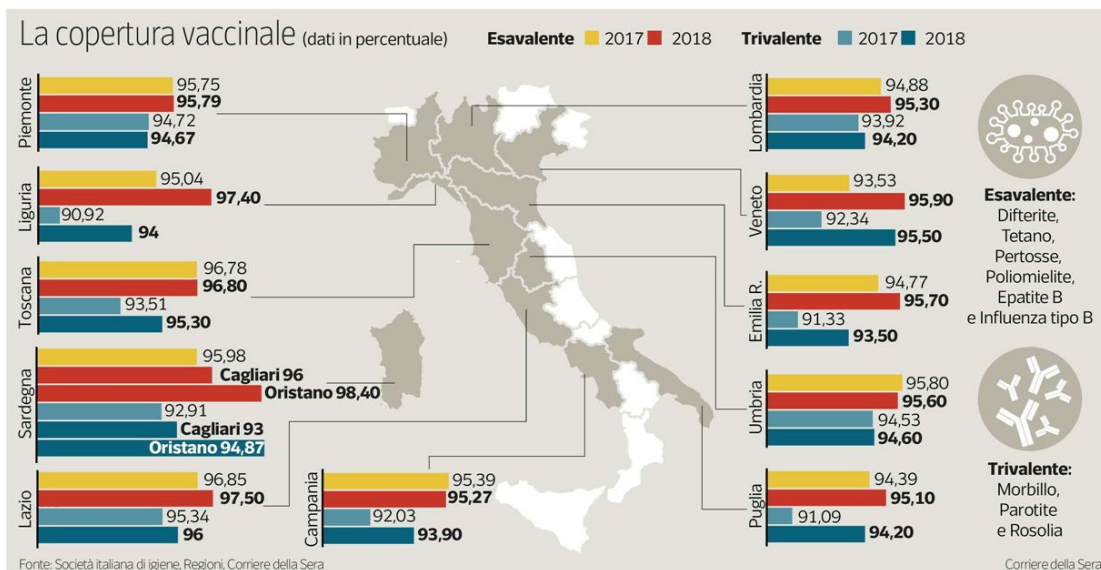 La copertura vaccinale (dati in percentuale)
Esavalente 2017 2018
Trivalente 2017 2018
Piemonte
95,75
95,79
94,72
94,67
Liguria
95,04
97,40
90,92
94
Toscana
96,78
96,80
93,51
95,30
Sardegna
95,98
Cagliari 96
Oristano 98,40
92,91
Cagliari 93
Oristano 94,87
Lazio
96,85
97,50
95,34
96
Campania
95,39
95,27
92,03
93,90
Lombardia
94,88
95,30
93,92
94,20
Veneto
93,53
95,90
92,34
95,50
Emilia R.
94,77
95,70
91,33
93,50
Umbria
95,80
95,60
94,53
94,60
Puglia
94,39
95,10
91,09
94,20
Esavalente:
Difterite,
Tetano,
Pertosse,
Poliomielite,
Epatite B
e Influenza tipo B
Trivalente:
Morbillo,
Parotite
e Rosolia
Fonte: Società italiana di igiene, Regioni, Corriere della Sera
Corriere della Sera